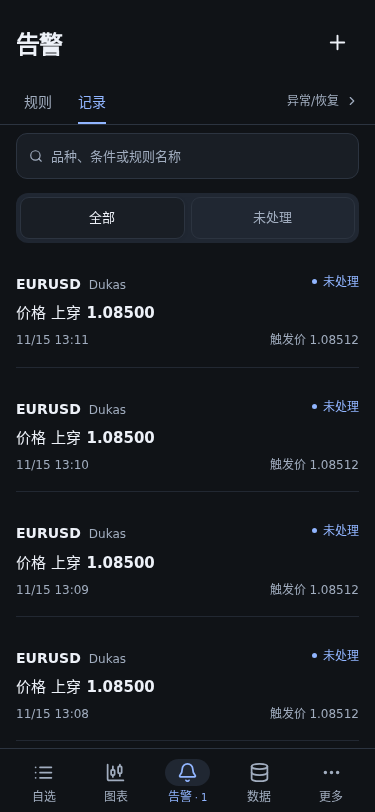 告警
规则 记录 异常/恢复
品种、条件或规则名称
全部 未处理
EURUSD Dukas 未处理
价格 上穿 1.08500
11/15 13:11 触发价 1.08512
EURUSD Dukas 未处理
价格 上穿 1.08500
11/15 13:10 触发价 1.08512
EURUSD Dukas 未处理
价格 上穿 1.08500
11/15 13:09 触发价 1.08512
EURUSD Dukas 未处理
价格 上穿 1.08500
11/15 13:08 触发价 1.08512
自选 图表 告警 · 1 数据 更多